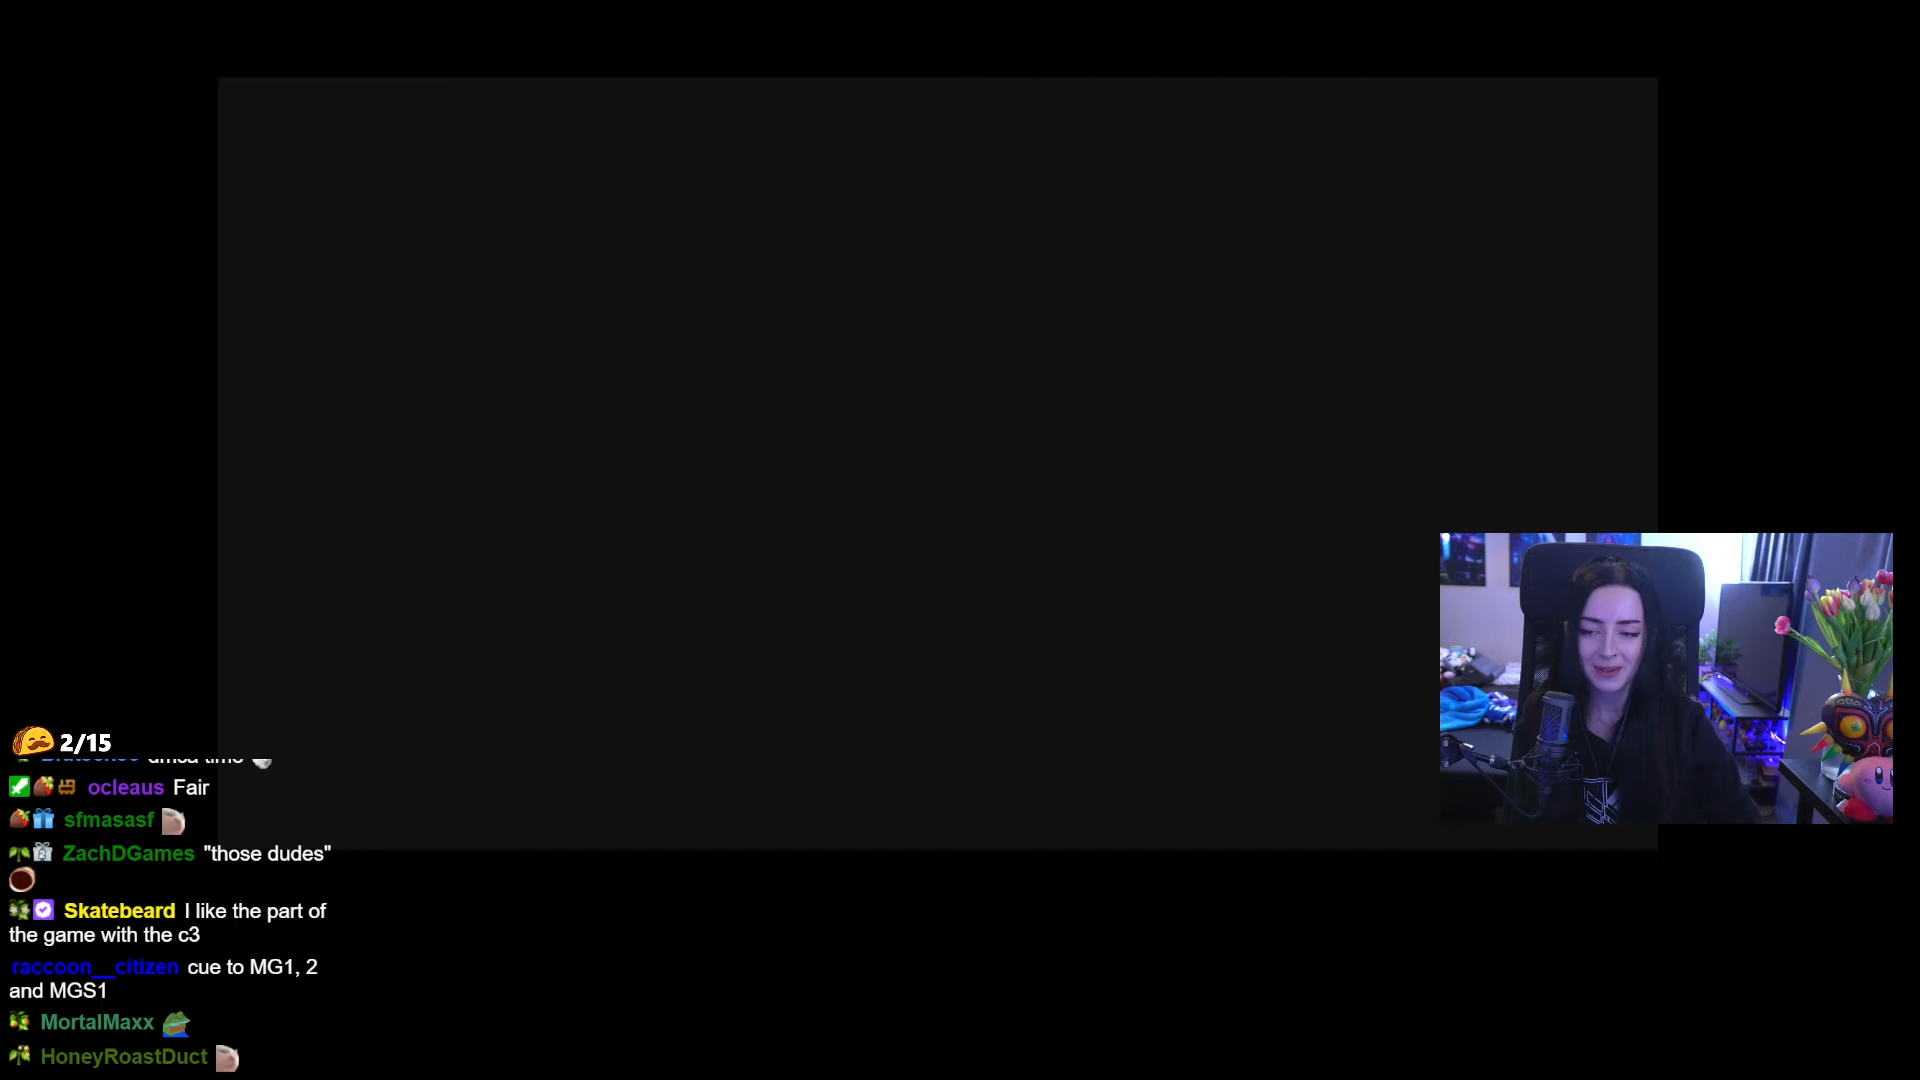 2/15
ocleaus Fair
sfmasasf
ZachDGames "those dudes"
Skatebeard I like the part of
the game with the c3
raccoon__citizen cue to MG1, 2
and MGS1
MortalMaxx
HoneyRoastDuct